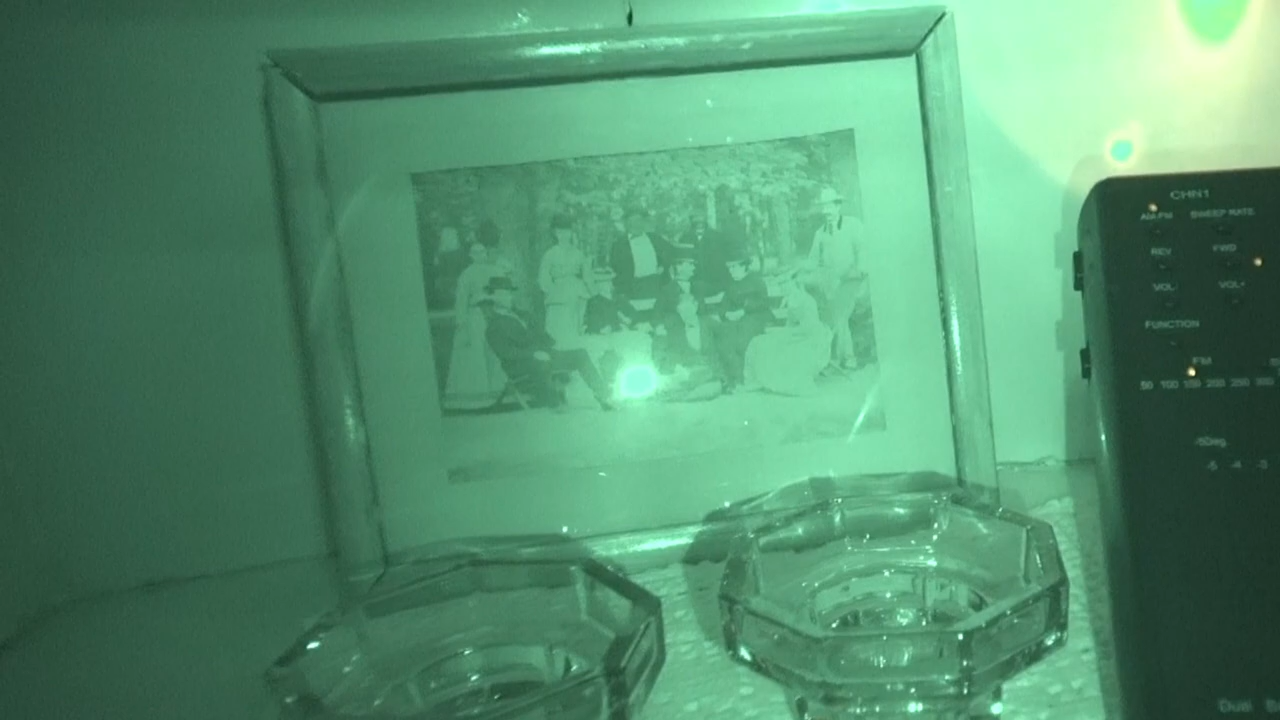 CHN1
AM/FM SWEEP RATE
REV FWD
VOL- VOL+
FUNCTION
FM
50 100 150 200 250 300
-5 -4 -3
Dual